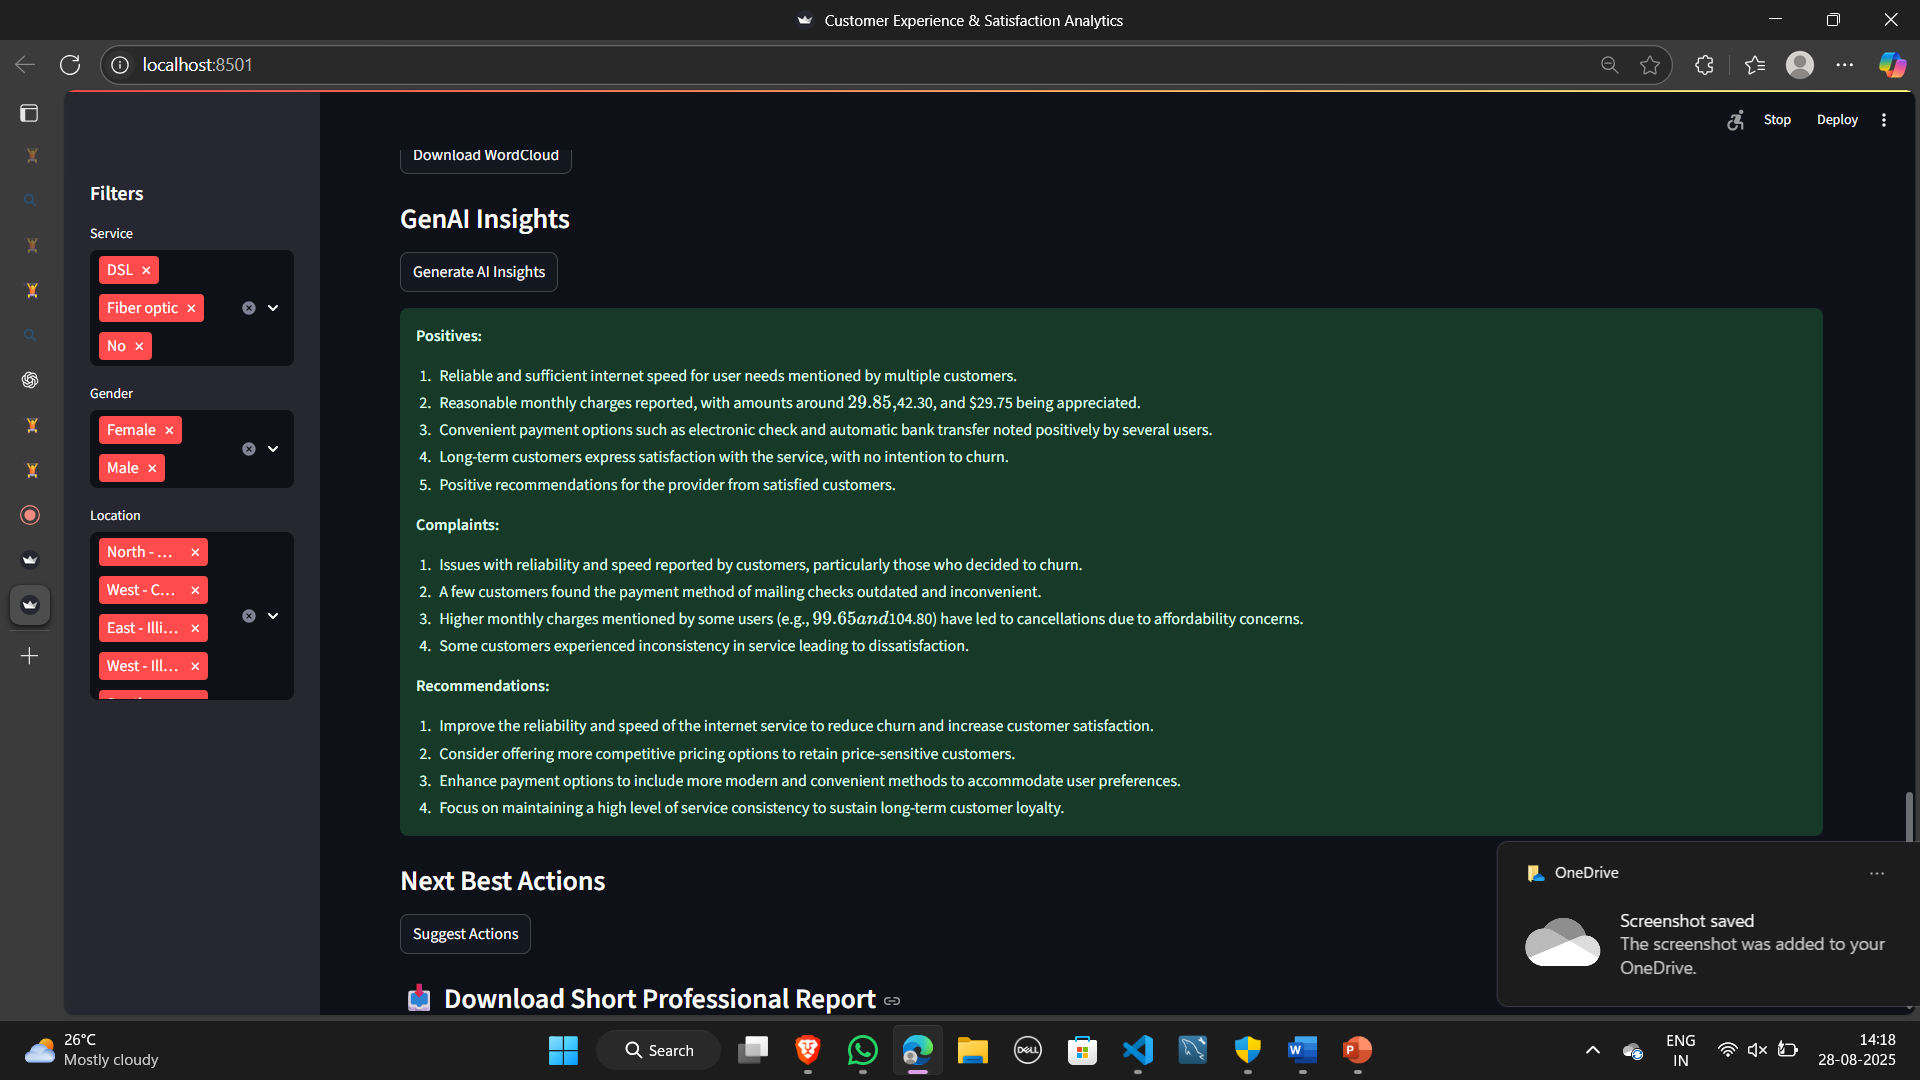 Customer Experience & Satisfaction Analytics
localhost:8501
Stop
Deploy
Filters
Service
DSL
Fiber optic
No
Gender
Female
Male
Location
North - ...
West - C...
East - Illi...
West - Ill...
Download WordCloud
GenAI Insights
Generate AI Insights
Positives:
1. Reliable and sufficient internet speed for user needs mentioned by multiple customers.
2. Reasonable monthly charges reported, with amounts around 29.85,42.30, and $29.75 being appreciated.
3. Convenient payment options such as electronic check and automatic bank transfer noted positively by several users.
4. Long-term customers express satisfaction with the service, with no intention to churn.
5. Positive recommendations for the provider from satisfied customers.
Complaints:
1. Issues with reliability and speed reported by customers, particularly those who decided to churn.
2. A few customers found the payment method of mailing checks outdated and inconvenient.
3. Higher monthly charges mentioned by some users (e.g., 99.65and104.80) have led to cancellations due to affordability concerns.
4. Some customers experienced inconsistency in service leading to dissatisfaction.
Recommendations:
1. Improve the reliability and speed of the internet service to reduce churn and increase customer satisfaction.
2. Consider offering more competitive pricing options to retain price-sensitive customers.
3. Enhance payment options to include more modern and convenient methods to accommodate user preferences.
4. Focus on maintaining a high level of service consistency to sustain long-term customer loyalty.
Next Best Actions
Suggest Actions
Download Short Professional Report
OneDrive
Screenshot saved
The screenshot was added to your
OneDrive.
26°C
Mostly cloudy
Search
DELL
W
P
ENG
IN
14:18
28-08-2025